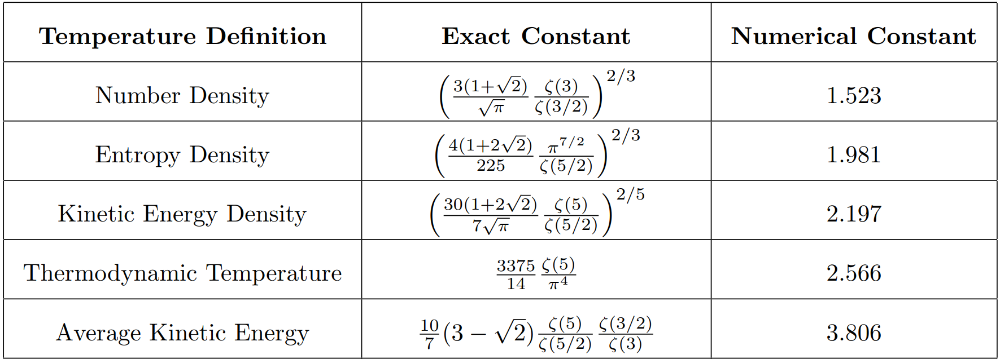 Temperature Definition Exact Constant Numerical Constant
Number Density $\left(\frac{3(1+\sqrt{2})}{\sqrt{\pi}}\frac{\zeta(3)}{\zeta(3/2)}\right)^{2/3}$ 1.523
Entropy Density $\left(\frac{4(1+2\sqrt{2})}{225}\frac{\pi^{7/2}}{\zeta(5/2)}\right)^{2/3}$ 1.981
Kinetic Energy Density $\left(\frac{30(1+2\sqrt{2})}{7\sqrt{\pi}}\frac{\zeta(5)}{\zeta(5/2)}\right)^{2/5}$ 2.197
Thermodynamic Temperature $\frac{3375}{14}\frac{\zeta(5)}{\pi^4}$ 2.566
Average Kinetic Energy $\frac{10}{7}(3-\sqrt{2})\frac{\zeta(5)}{\zeta(5/2)}\frac{\zeta(3/2)}{\zeta(3)}$ 3.806